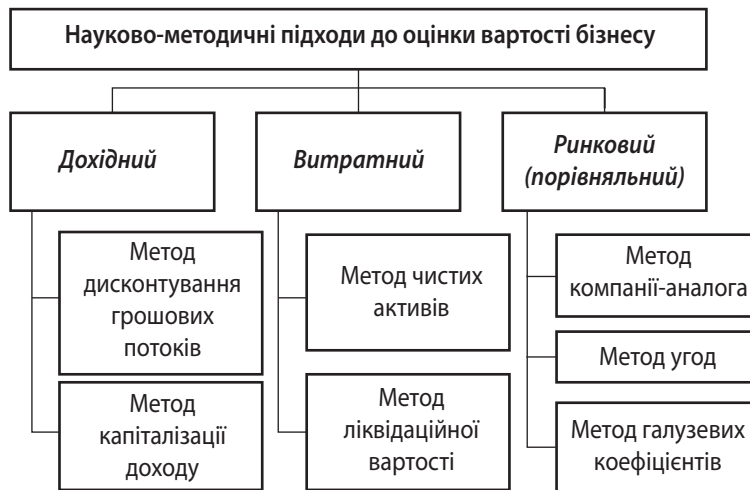 Науково-методичні підходи до оцінки вартості бізнесу
Дохідний
Витратний
Ринковий
(порівняльний)
Метод
дисконтування
грошових
потоків
Метод
капіталізації
доходу
Метод чистих
активів
Метод
ліквідаційної
вартості
Метод
компанії-аналога
Метод угод
Метод галузевих
коефіцієнтів